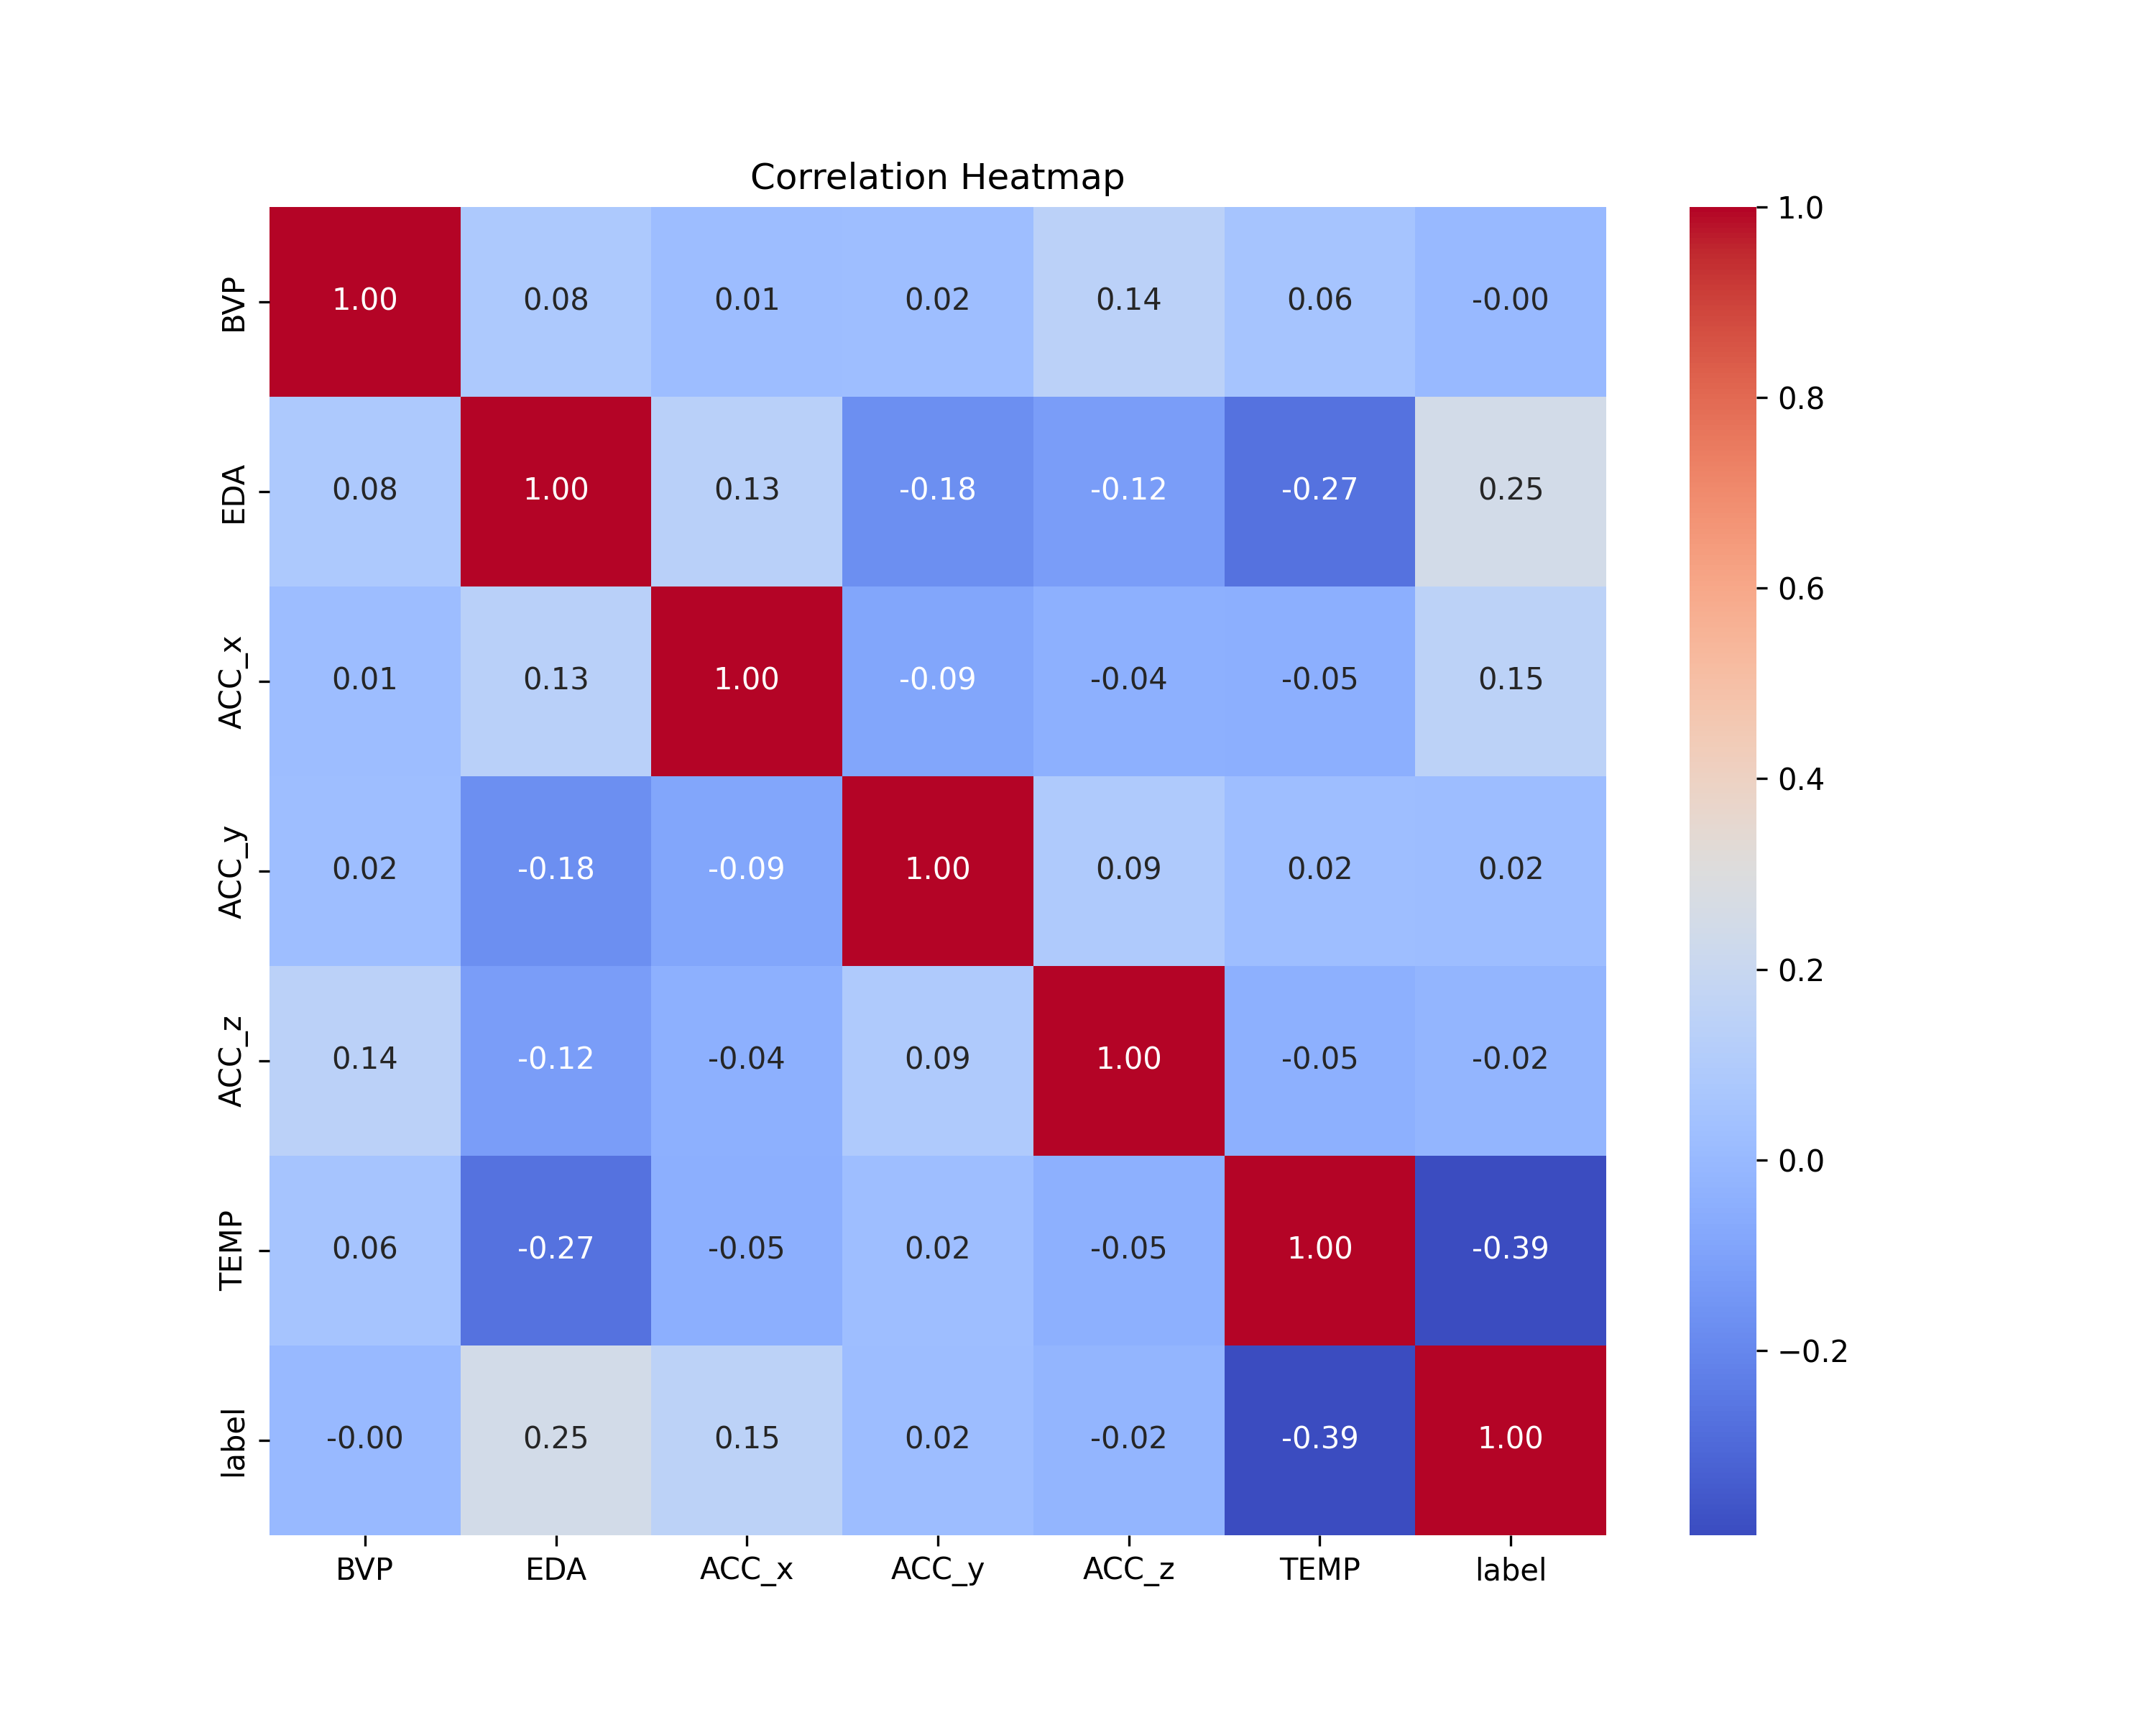 Correlation Heatmap
BVP 1.00 0.08 0.01 0.02 0.14 0.06 -0.00
EDA 0.08 1.00 0.13 -0.18 -0.12 -0.27 0.25
ACC_x 0.01 0.13 1.00 -0.09 -0.04 -0.05 0.15
ACC_y 0.02 -0.18 -0.09 1.00 0.09 0.02 0.02
ACC_z 0.14 -0.12 -0.04 0.09 1.00 -0.05 -0.02
TEMP 0.06 -0.27 -0.05 0.02 -0.05 1.00 -0.39
label -0.00 0.25 0.15 0.02 -0.02 -0.39 1.00
BVP EDA ACC_x ACC_y ACC_z TEMP label
1.0
0.8
0.6
0.4
0.2
0.0
−0.2